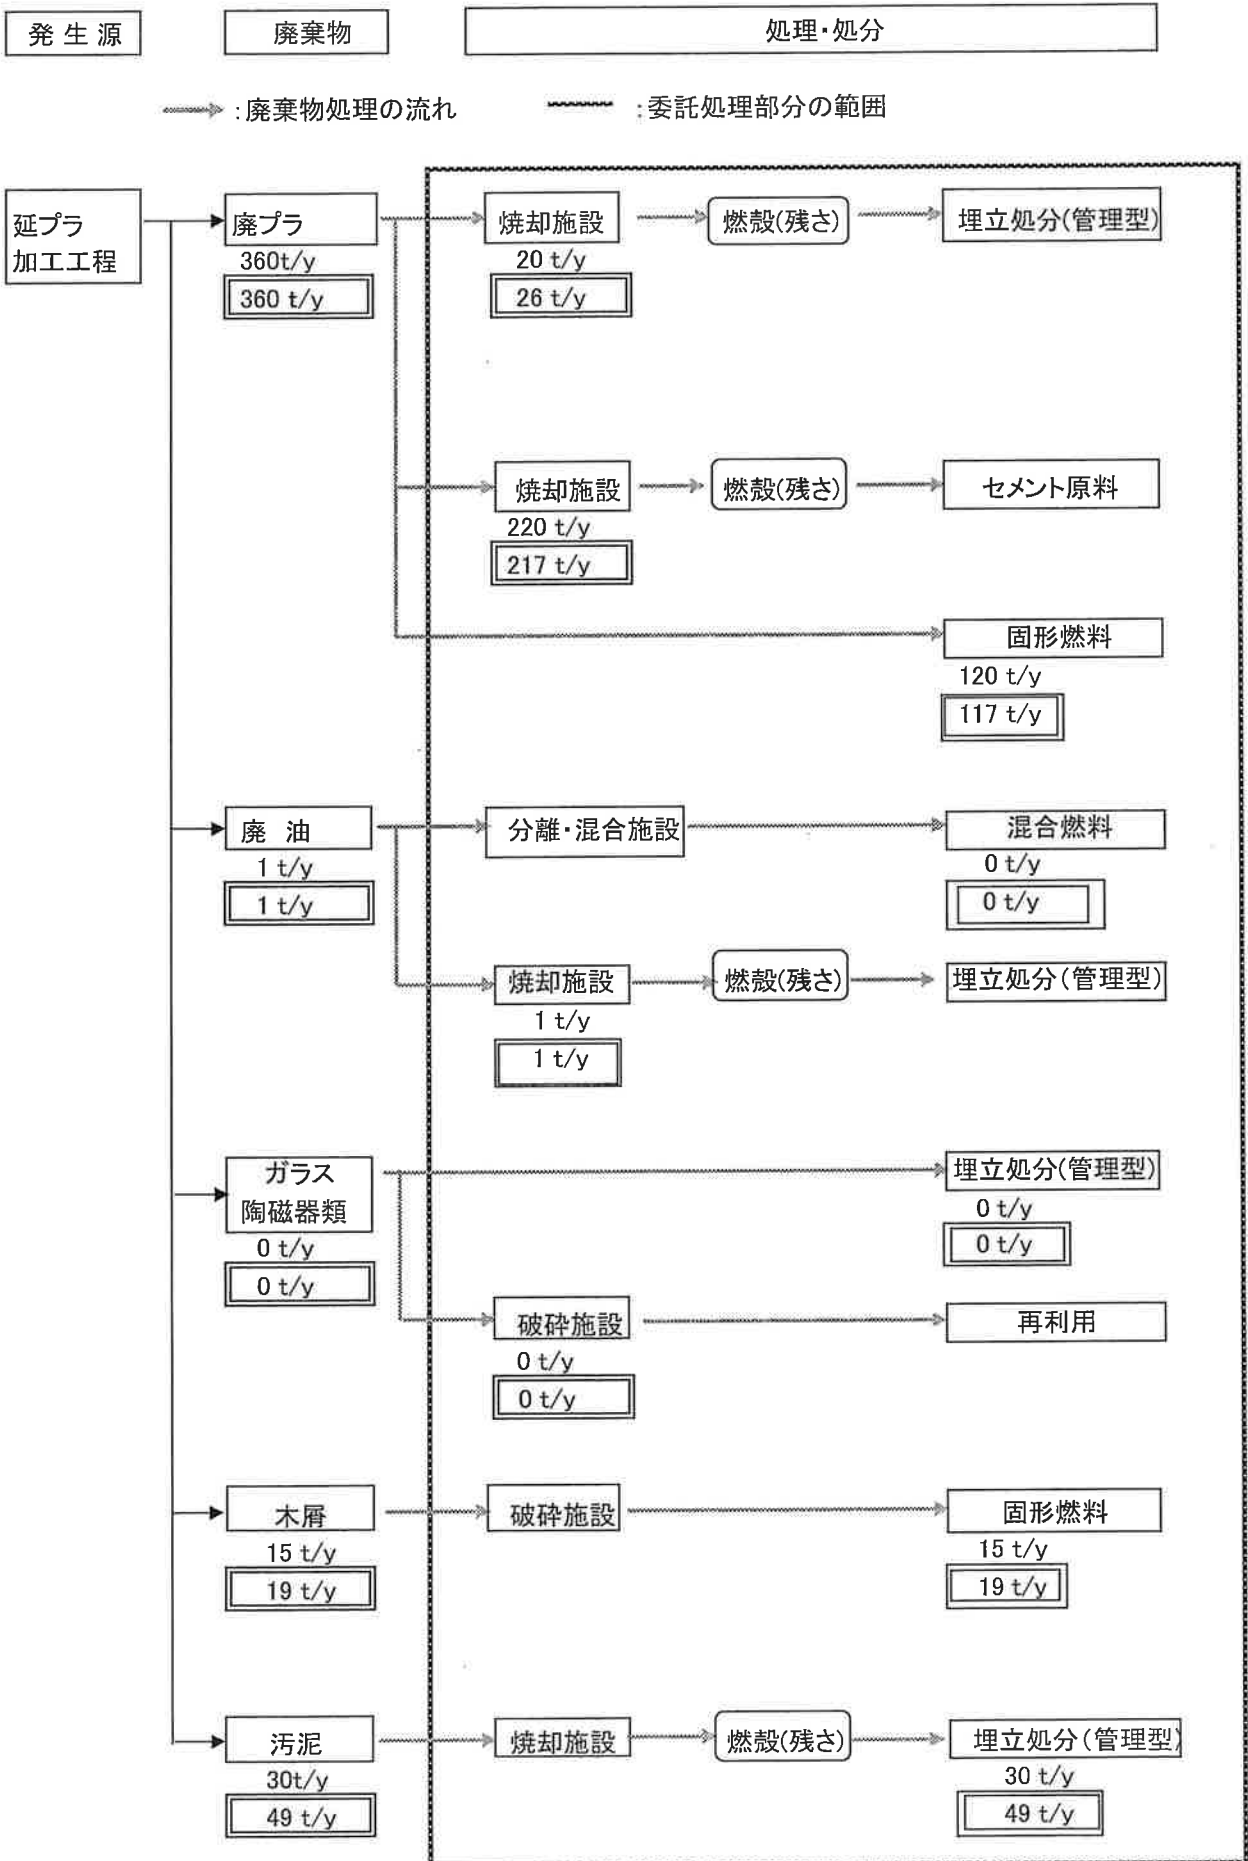 発生源
廃棄物
処理・処分
:廃棄物処理の流れ
:委託処理部分の範囲
延プラ
加工工程
廃プラ
360t/y
360 t/y
焼却施設
20 t/y
26 t/y
燃殻(残さ)
埋立処分(管理型)
焼却施設
220 t/y
217 t/y
燃殻(残さ)
セメント原料
固形燃料
120 t/y
117 t/y
廃 油
1 t/y
1 t/y
分離・混合施設
混合燃料
0 t/y
0 t/y
焼却施設
1 t/y
1 t/y
燃殻(残さ)
埋立処分(管理型)
ガラス
陶磁器類
0 t/y
0 t/y
埋立処分(管理型)
0 t/y
0 t/y
破砕施設
0 t/y
0 t/y
再利用
木屑
15 t/y
19 t/y
破砕施設
固形燃料
15 t/y
19 t/y
汚泥
30t/y
49 t/y
焼却施設
燃殻(残さ)
埋立処分(管理型)
30 t/y
49 t/y